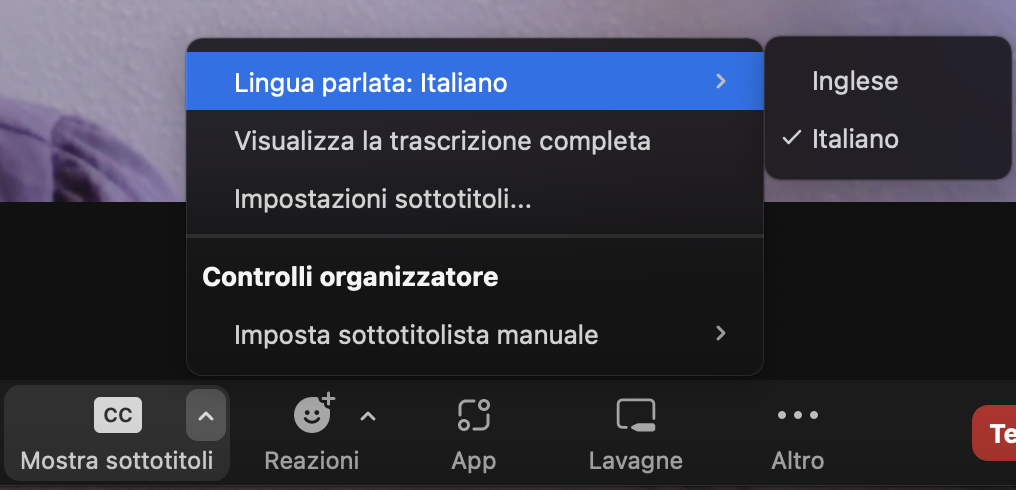 Lingua parlata: Italiano
Inglese
Italiano
Visualizza la trascrizione completa
Impostazioni sottotitoli...
Controlli organizzatore
Imposta sottotitolista manuale
CC
Mostra sottotitoli
Reazioni
App
Lavagne
Altro
Te